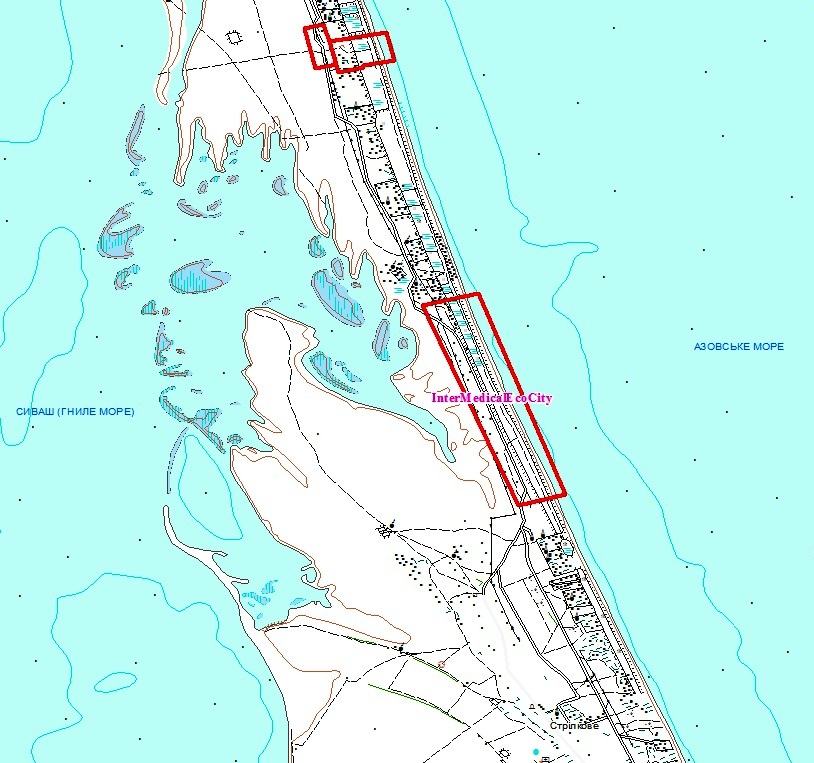 АЗОВСЬКЕ МОРЕ
InterMedicalEcoCity
СИВАШ (ГНИЛЕ МОРЕ)
Стрілкове